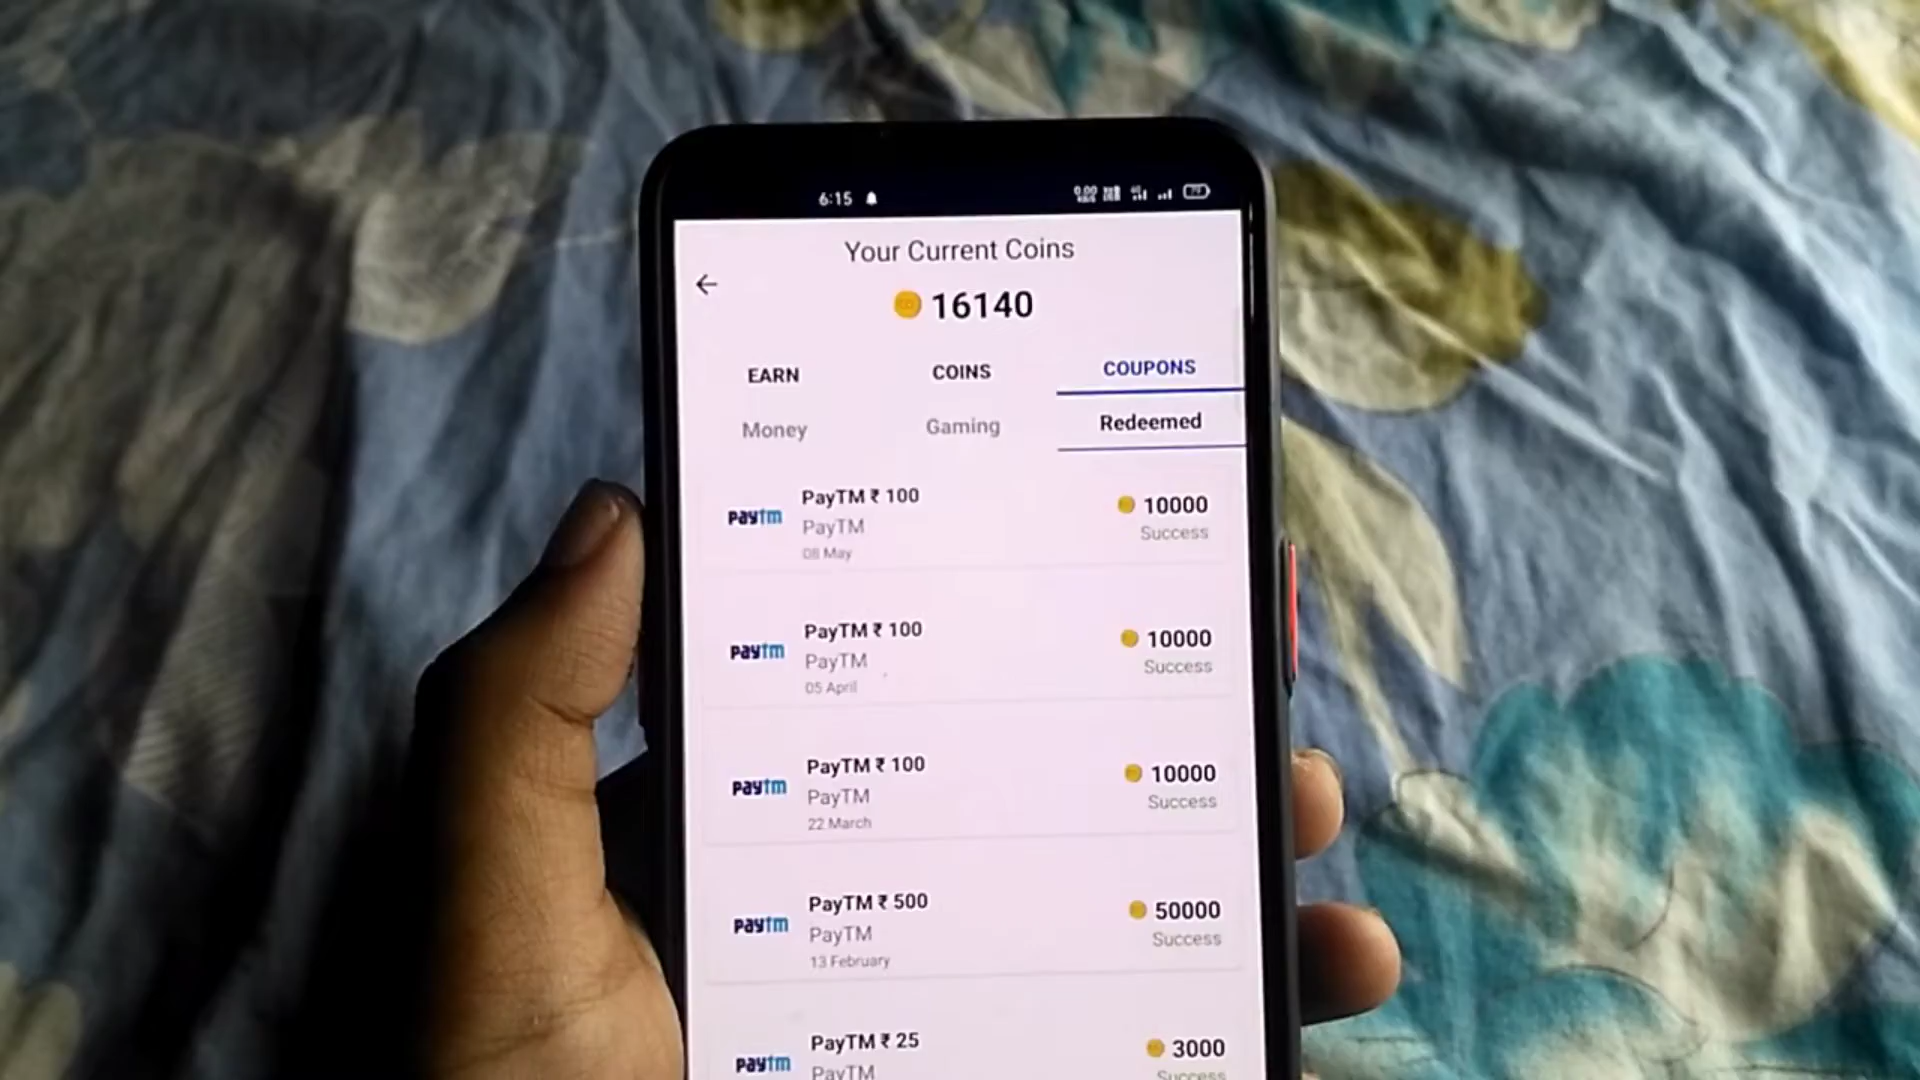 6:15
Your Current Coins
16140
EARN COINS COUPONS
Money Gaming Redeemed
paytm PayTM ₹ 100 10000
PayTM Success
08 May
paytm PayTM ₹ 100 10000
PayTM Success
05 April
paytm PayTM ₹ 100 10000
PayTM Success
22 March
paytm PayTM ₹ 500 50000
PayTM Success
13 February
paytm PayTM ₹ 25 3000
PayTM Success